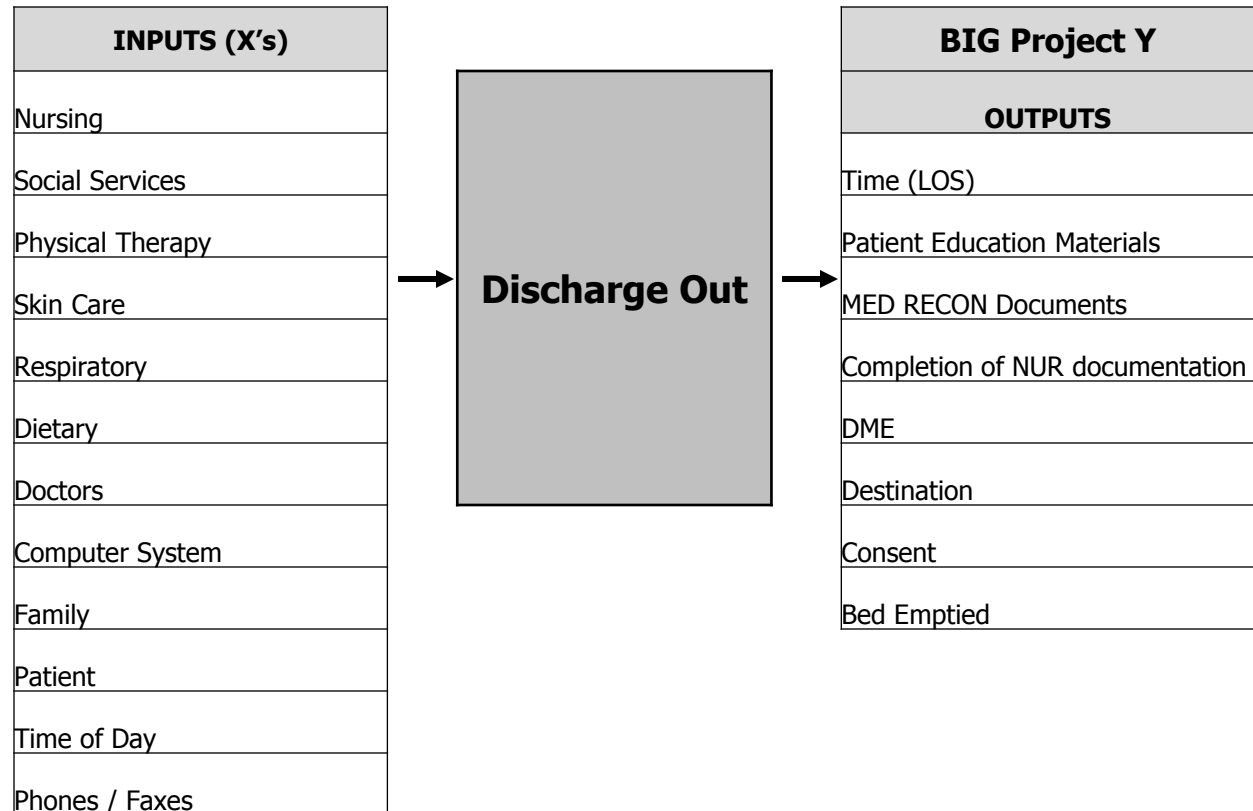 INPUTS (X's)
Nursing
Social Services
Physical Therapy
Skin Care
Respiratory
Dietary
Doctors
Computer System
Family
Patient
Time of Day
Phones / Faxes
Discharge Out
BIG Project Y
OUTPUTS
Time (LOS)
Patient Education Materials
MED RECON Documents
Completion of NUR documentation
DME
Destination
Consent
Bed Emptied